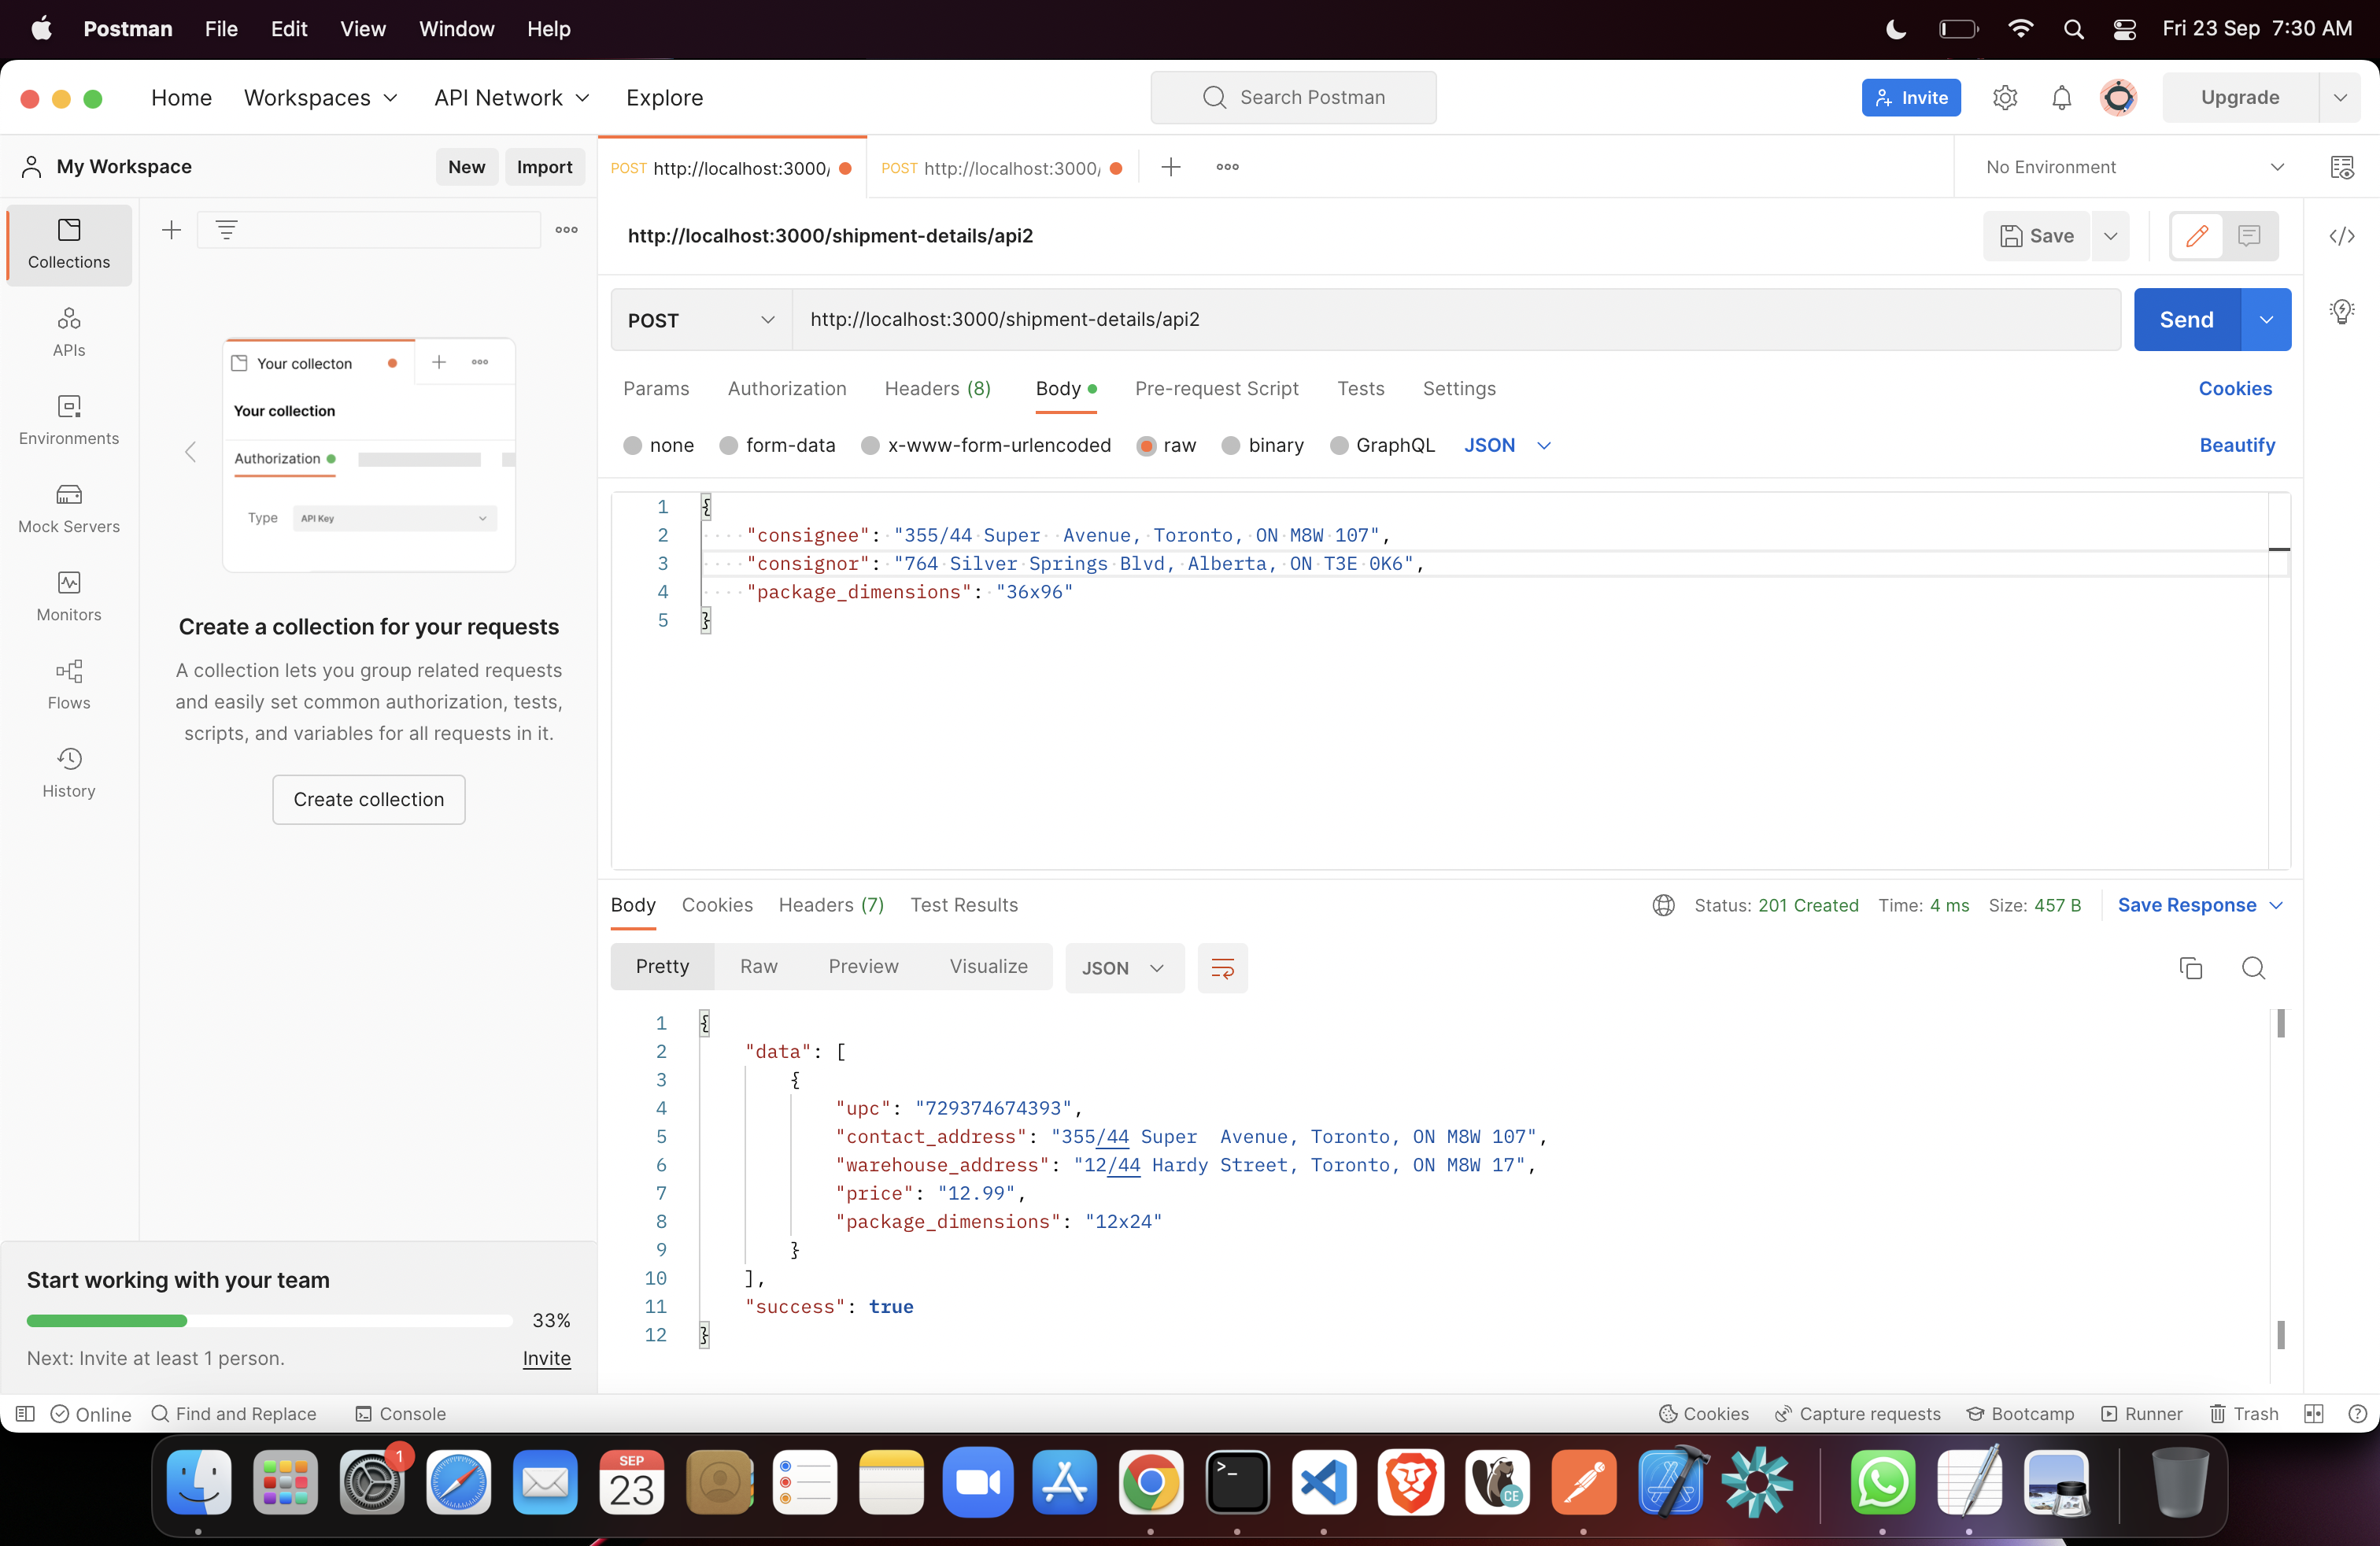 Postman File Edit View Window Help Fri 23 Sep 7:30 AM
Home Workspaces API Network Explore Search Postman Invite Upgrade
My Workspace New Import
POST http://localhost:3000/ POST http://localhost:3000/ No Environment
Collections
APIs
Environments
Mock Servers
Monitors
Flows
History
Your collecton
Your collection
Authorization
Type API Key
Create a collection for your requests
A collection lets you group related requests
and easily set common authorization, tests,
scripts, and variables for all requests in it.
Create collection
Start working with your team
33%
Next: Invite at least 1 person. Invite
http://localhost:3000/shipment-details/api2 Save
POST http://localhost:3000/shipment-details/api2 Send
Params Authorization Headers (8) Body Pre-request Script Tests Settings Cookies
none form-data x-www-form-urlencoded raw binary GraphQL JSON Beautify
1 {
2 "consignee": "355/44 Super  Avenue, Toronto, ON M8W 107",
3 "consignor": "764 Silver Springs Blvd, Alberta, ON T3E 0K6",
4 "package_dimensions": "36x96"
5 }
Body Cookies Headers (7) Test Results Status: 201 Created Time: 4 ms Size: 457 B Save Response
Pretty Raw Preview Visualize JSON
1 {
2 "data": [
3 {
4 "upc": "729374674393",
5 "contact_address": "355/44 Super  Avenue, Toronto, ON M8W 107",
6 "warehouse_address": "12/44 Hardy Street, Toronto, ON M8W 17",
7 "price": "12.99",
8 "package_dimensions": "12x24"
9 }
10 ],
11 "success": true
12 }
Online Find and Replace Console Cookies Capture requests Bootcamp Runner Trash
1
SEP
23
CE